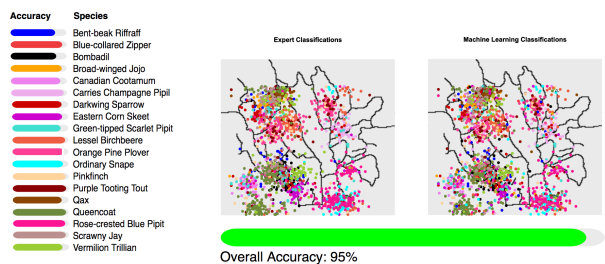 Accuracy Species
Bent-beak Riffraff
Blue-collared Zipper
Bombadil
Broad-winged Jojo
Canadian Cootamum
Carries Champagne Pipil
Darkwing Sparrow
Eastern Corn Skeet
Green-tipped Scarlet Pipit
Lessel Birchbeere
Orange Pine Plover
Ordinary Snape
Pinkfinch
Purple Tooting Tout
Qax
Queencoat
Rose-crested Blue Pipit
Scrawny Jay
Vermilion Trillian
Expert Classifications
Machine Learning Classifications
Overall Accuracy: 95%